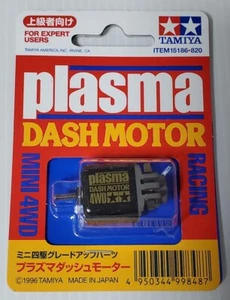 上級者向け
FOR EXPERT
USERS
TAMIYA AMERICA, INC. IRVINE, CA
TAMIYA
ITEM15186-820
plasma
DASH MOTOR
MINI 4WD
RACING
plasma
DASH MOTOR
4WD
ミニ四駆グレードアップパーツ
プラズマダッシュモーター
©1996 TAMIYA MADE IN JAPAN
4 950344 998487